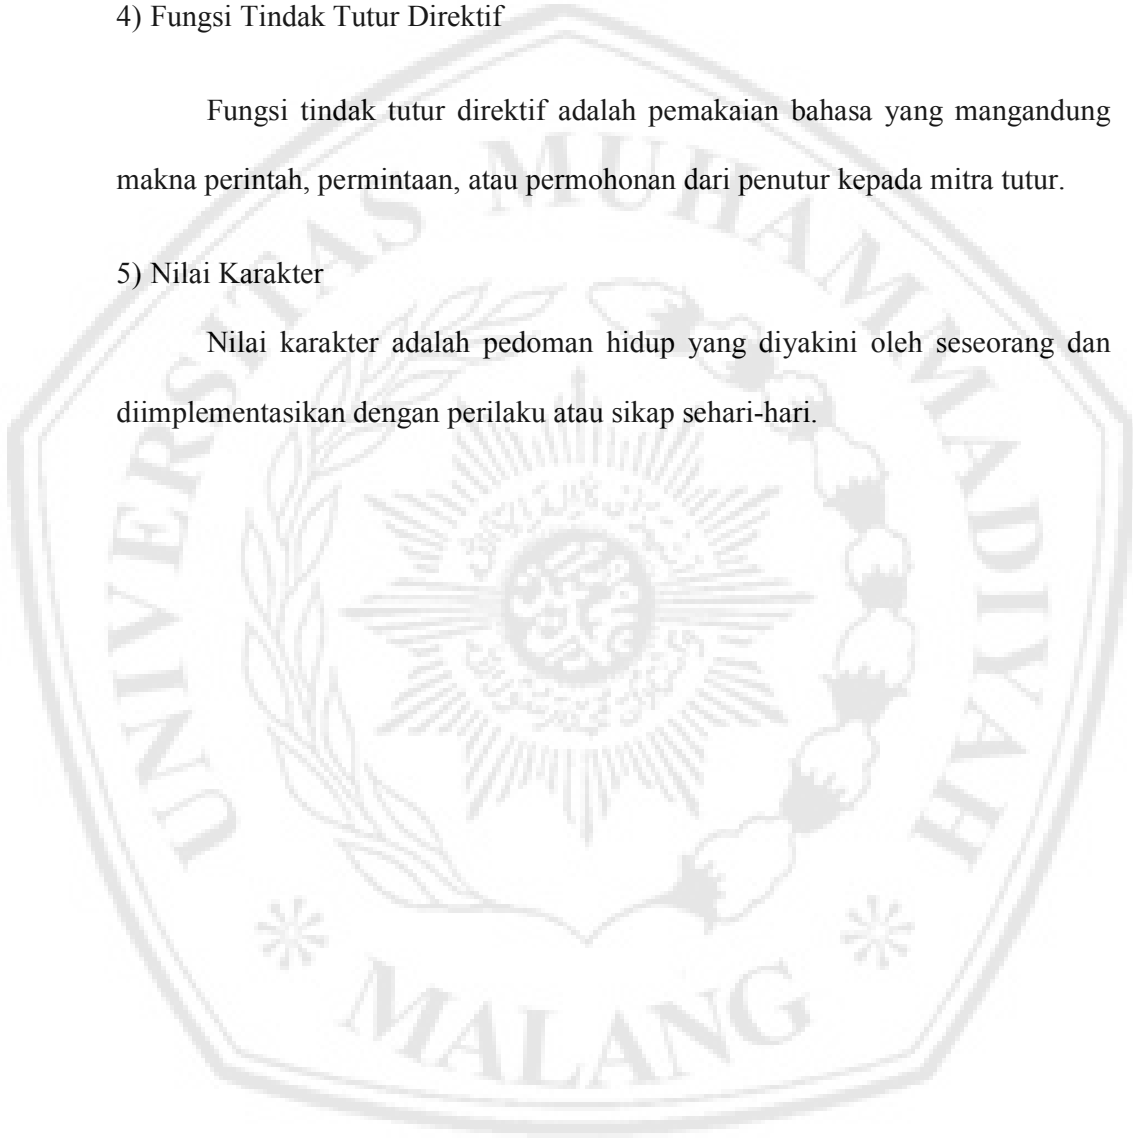 4) Fungsi Tindak Tutur Direktif
Fungsi tindak tutur direktif adalah pemakaian bahasa yang mangandung
makna perintah, permintaan, atau permohonan dari penutur kepada mitra tutur.
5) Nilai Karakter
Nilai karakter adalah pedoman hidup yang diyakini oleh seseorang dan
diimplementasikan dengan perilaku atau sikap sehari-hari.
UNIVERSITAS MUHAMMADIYAH
MALANG